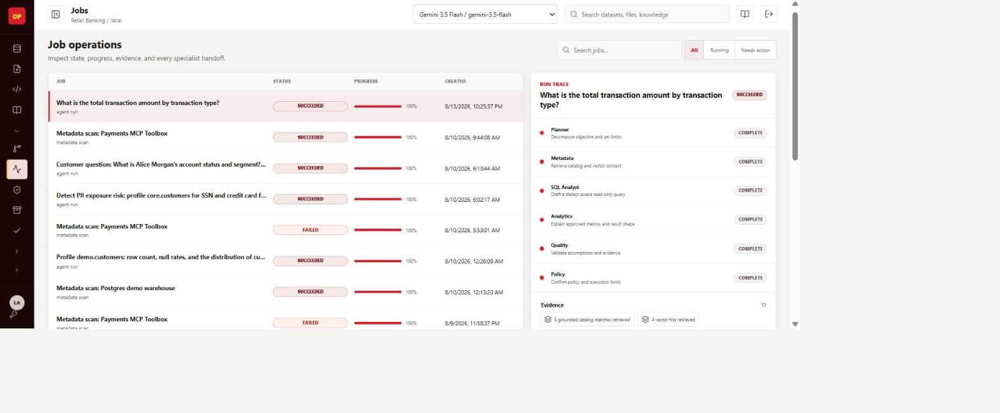 DP
Jobs
Retail Banking / local
Gemini 3.5 Flash / gemini-3.5-flash
Search datasets, files, knowledge
Job operations
Inspect state, progress, evidence, and every specialist handoff.
Search jobs...
All
Running
Needs action
JOB STATUS PROGRESS CREATED
What is the total transaction amount by transaction type?
agent run
SUCCEEDED 100% 8/13/2026, 10:25:37 PM
Metadata scan: Payments MCP Toolbox
metadata scan
SUCCEEDED 100% 8/10/2026, 9:44:08 AM
Customer question: What is Alice Morgan's account status and segment?...
agent run
SUCCEEDED 100% 8/10/2026, 6:10:44 AM
Detect PII exposure risk: profile core.customers for SSN and credit card f...
agent run
SUCCEEDED 100% 8/10/2026, 6:02:17 AM
Metadata scan: Payments MCP Toolbox
metadata scan
FAILED 100% 8/10/2026, 5:53:01 AM
Profile demo.customers: row count, null rates, and the distribution of cu...
agent run
SUCCEEDED 100% 8/10/2026, 12:26:08 AM
Metadata scan: Postgres demo warehouse
metadata scan
SUCCEEDED 100% 8/10/2026, 12:13:20 AM
Metadata scan: Payments MCP Toolbox
metadata scan
FAILED 100% 8/9/2026, 11:58:37 PM
RUN TRACE
What is the total transaction amount by transaction
type?
SUCCEEDED
Planner
Decompose objective and set limits
COMPLETE
Metadata
Retrieve catalog and vector context
COMPLETE
SQL Analyst
Draft a dialect-aware read-only query
COMPLETE
Analytics
Explain approved metrics and result shape
COMPLETE
Quality
Validate assumptions and evidence
COMPLETE
Policy
Confirm policy and execution limits
COMPLETE
Evidence 13
5 grounded catalog matches retrieved
4 vector hits retrieved
LA